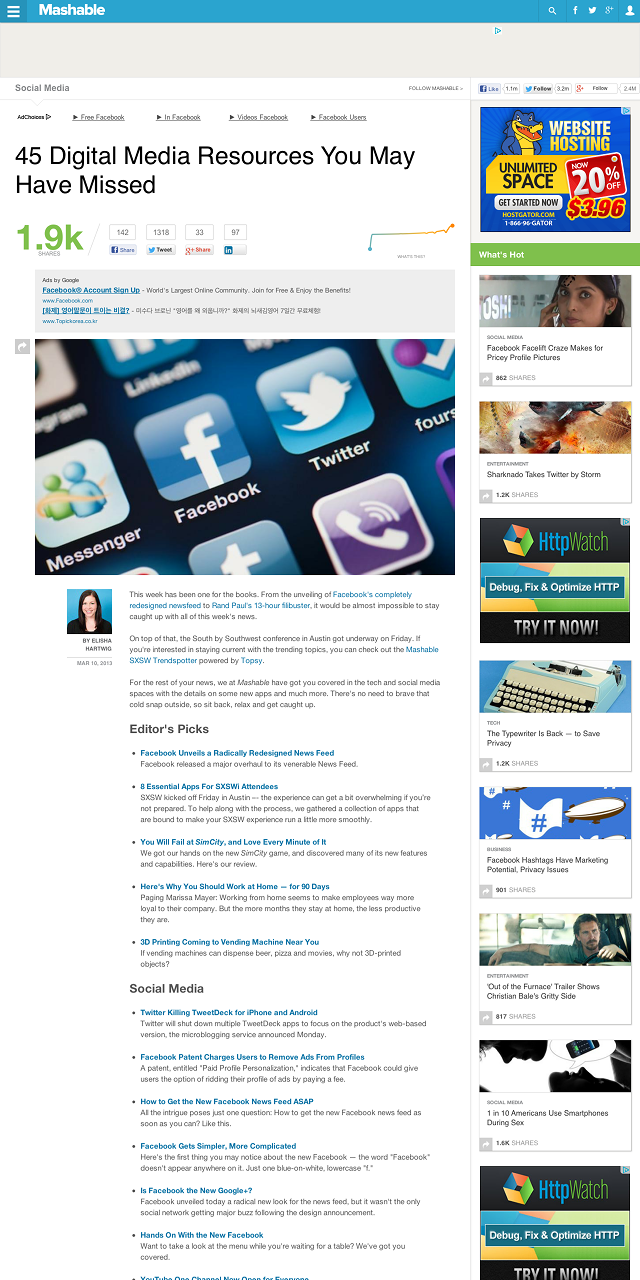 Mashable
Social Media
FOLLOW MASHABLE >
Like
1.1m
Follow
3.2m
Follow
2.4M
AdChoices
► Free Facebook
► In Facebook
► Videos Facebook
► Facebook Users
45 Digital Media Resources You May
Have Missed
1.9k
SHARES
142
1318
33
97
Share
Tweet
Share
WHAT'S THIS?
Ads by Google
Facebook® Account Sign Up - World's Largest Online Community. Join for Free & Enjoy the Benefits!
www.Facebook.com
[화제] 영어말문이 트이는 비결? - 미수다 브로닌 "영어를 왜 외웁니까?" 화제의 뇌새김영어 7일간 무료체험!
www.Topickorea.co.kr
LinkedIn
Twitter
Facebook
Messenger
BY ELISHA
HARTWIG
MAR 10, 2013
This week has been one for the books. From the unveiling of Facebook's completely
redesigned newsfeed to Rand Paul's 13-hour filibuster, it would be almost impossible to stay
caught up with all of this week's news.
On top of that, the South by Southwest conference in Austin got underway on Friday. If
you're interested in staying current with the trending topics, you can check out the Mashable
SXSW Trendspotter powered by Topsy.
For the rest of your news, we at Mashable have got you covered in the tech and social media
spaces with the details on some new apps and much more. There's no need to brave that
cold snap outside, so sit back, relax and get caught up.
Editor's Picks
Facebook Unveils a Radically Redesigned News Feed
Facebook released a major overhaul to its venerable News Feed.
8 Essential Apps For SXSWi Attendees
SXSW kicked off Friday in Austin — the experience can get a bit overwhelming if you're
not prepared. To help along with the process, we gathered a collection of apps that
are bound to make your SXSW experience run a little more smoothly.
You Will Fail at SimCity, and Love Every Minute of It
We got our hands on the new SimCity game, and discovered many of its new features
and capabilities. Here's our review.
Here's Why You Should Work at Home — for 90 Days
Paging Marissa Mayer: Working from home seems to make employees way more
loyal to their company. But the more months they stay at home, the less productive
they are.
3D Printing Coming to Vending Machine Near You
If vending machines can dispense beer, pizza and movies, why not 3D-printed
objects?
Social Media
Twitter Killing TweetDeck for iPhone and Android
Twitter will shut down multiple TweetDeck apps to focus on the product's web-based
version, the microblogging service announced Monday.
Facebook Patent Charges Users to Remove Ads From Profiles
A patent, entitled "Paid Profile Personalization," indicates that Facebook could give
users the option of ridding their profile of ads by paying a fee.
How to Get the New Facebook News Feed ASAP
All the intrigue poses just one question: How to get the new Facebook news feed as
soon as you can? Like this.
Facebook Gets Simpler, More Complicated
Here's the first thing you may notice about the new Facebook — the word "Facebook"
doesn't appear anywhere on it. Just one blue-on-white, lowercase "f."
Is Facebook the New Google+?
Facebook unveiled today a radical new look for the news feed, but it wasn't the only
social network getting major buzz following the design announcement.
Hands On With the New Facebook
Want to take a look at the menu while you're waiting for a table? We've got you
covered.
YouTube One Channel Now Open for Everyone
WEBSITE
HOSTING
UNLIMITED
SPACE
NOW
20%
OFF
GET STARTED NOW
$3.96
HOSTGATOR.COM
1-866-96-GATOR
What's Hot
SOCIAL MEDIA
Facebook Facelift Craze Makes for
Pricey Profile Pictures
862 SHARES
ENTERTAINMENT
Sharknado Takes Twitter by Storm
1.2K SHARES
HttpWatch
Debug, Fix & Optimize HTTP
TRY IT NOW!
TECH
The Typewriter Is Back — to Save
Privacy
1.2K SHARES
# # #
BUSINESS
Facebook Hashtags Have Marketing
Potential, Privacy Issues
901 SHARES
ENTERTAINMENT
'Out of the Furnace' Trailer Shows
Christian Bale's Gritty Side
817 SHARES
SOCIAL MEDIA
1 in 10 Americans Use Smartphones
During Sex
1.6K SHARES
HttpWatch
Debug, Fix & Optimize HTTP
TRY IT NOW!